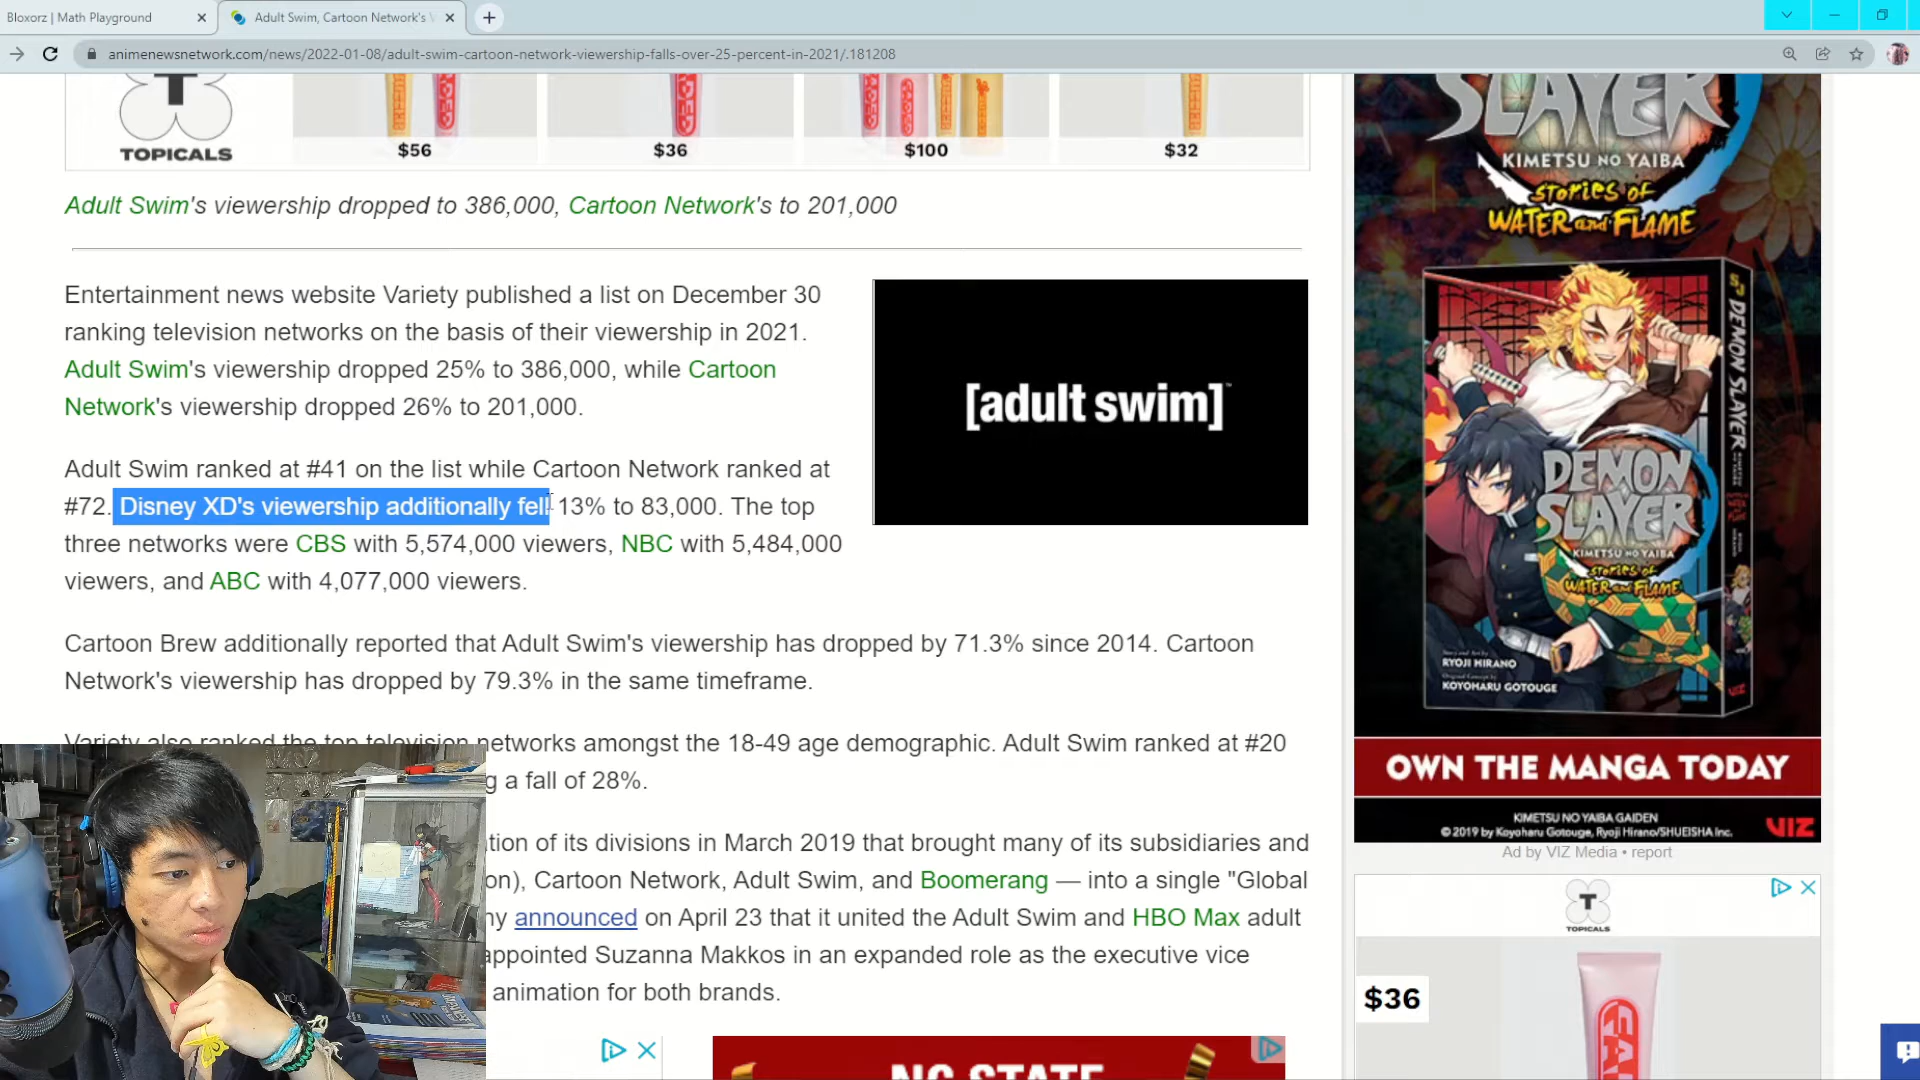 Bloxorz | Math Playground
Adult Swim, Cartoon Network's V
animenewsnetwork.com/news/2022-01-08/adult-swim-cartoon-network-viewership-falls-over-25-percent-in-2021/.181208
T
TOPICALS
$56
$36
$100
$32
Adult Swim's viewership dropped to 386,000, Cartoon Network's to 201,000
Entertainment news website Variety published a list on December 30
ranking television networks on the basis of their viewership in 2021.
Adult Swim's viewership dropped 25% to 386,000, while Cartoon
Network's viewership dropped 26% to 201,000.
[adult swim]
Adult Swim ranked at #41 on the list while Cartoon Network ranked at
#72. Disney XD's viewership additionally fell 13% to 83,000. The top
three networks were CBS with 5,574,000 viewers, NBC with 5,484,000
viewers, and ABC with 4,077,000 viewers.
Cartoon Brew additionally reported that Adult Swim's viewership has dropped by 71.3% since 2014. Cartoon
Network's viewership has dropped by 79.3% in the same timeframe.
Variety also ranked the top television networks amongst the 18-49 age demographic. Adult Swim ranked at #20
g a fall of 28%.
tion of its divisions in March 2019 that brought many of its subsidiaries and
on), Cartoon Network, Adult Swim, and Boomerang — into a single "Global
ny announced on April 23 that it united the Adult Swim and HBO Max adult
appointed Suzanna Makkos in an expanded role as the executive vice
animation for both brands.
NC STATE
SLAYER
KIMETSU NO YAIBA
STORIES OF
WATER and FLAME
SJ
DEMON SLAYER
DEMON
SLAYER
KIMETSU NO YAIBA
STORIES OF
WATER and FLAME
Story and Art by
RYOJI HIRANO
Original Concept by
KOYOHARU GOTOUGE
VIZ
OWN THE MANGA TODAY
KIMETSU NO YAIBA GAIDEN
© 2019 by Koyoharu Gotouge, Ryoji Hirano/SHUEISHA Inc.
VIZ
Ad by VIZ Media • report
T
TOPICALS
$36